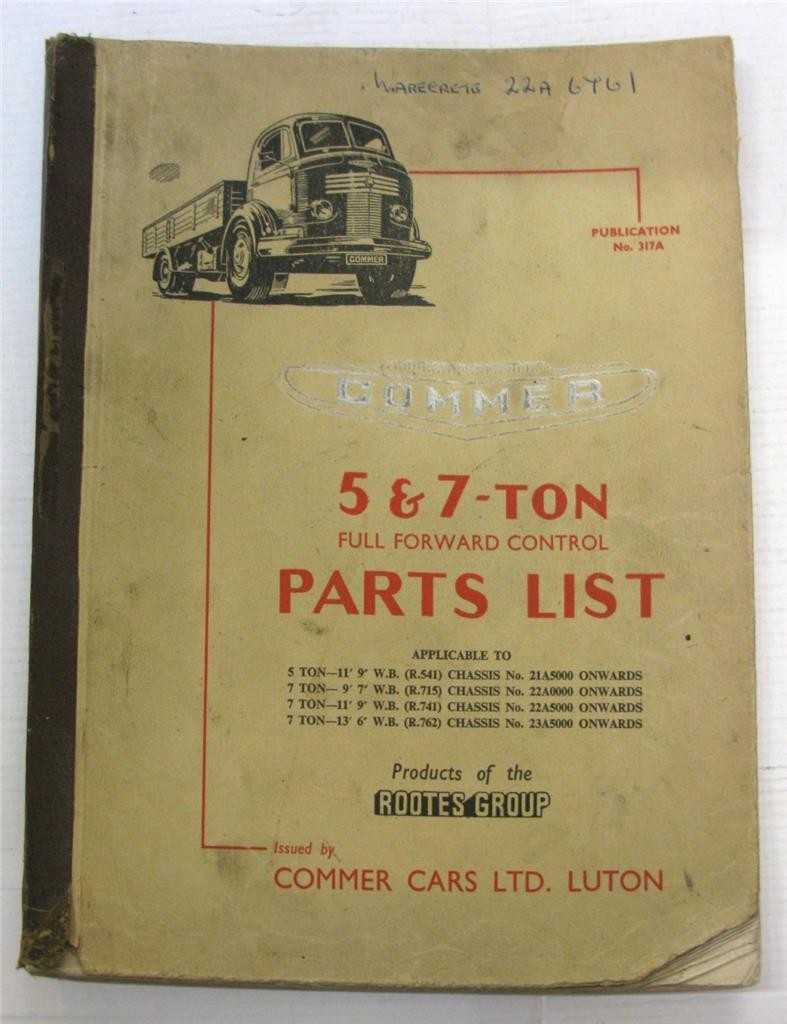 22A 6461
COMMER
PUBLICATION
No. 317A
COMMER
5 & 7-TON
FULL FORWARD CONTROL
PARTS LIST
APPLICABLE TO
5 TON—11' 9" W.B. (R.541) CHASSIS No. 21A5000 ONWARDS
7 TON— 9' 7" W.B. (R.715) CHASSIS No. 22A0000 ONWARDS
7 TON—11' 9" W.B. (R.741) CHASSIS No. 22A5000 ONWARDS
7 TON—13' 6" W.B. (R.762) CHASSIS No. 23A5000 ONWARDS
Products of the
ROOTES GROUP
Issued by
COMMER CARS LTD. LUTON